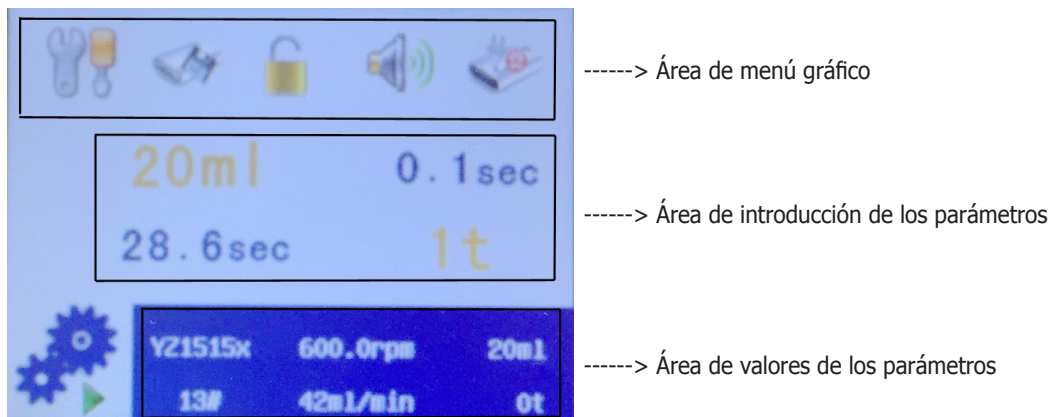 ------> Área de menú gráfico
20ml 0.1sec
------> Área de introducción de los parámetros
28.6sec 1t
YZ1515x 600.0rpm 20ml
------> Área de valores de los parámetros
13# 42ml/min 0t